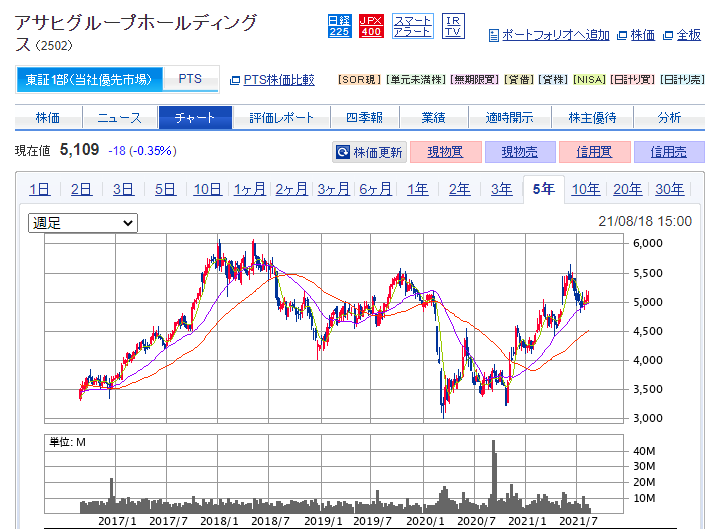 アサヒグループホールディング
ス（2502）
日経
225
JPX
400
スマート
アラート
IR
TV
ポートフォリオへ追加 株価 全板
東証1部(当社優先市場) PTS PTS株価比較 [SOR現] [単元未満株] [無期限買] [貸借] [貸株] [NISA] [日計り買] [日計り売]
株価 ニュース チャート 評価レポート 四季報 業績 適時開示 株主優待 分析
現在値 5,109 -18 (-0.35%) 株価更新 現物買 現物売 信用買 信用売
1日 2日 3日 5日 10日 1ヶ月 2ヶ月 3ヶ月 6ヶ月 1年 2年 3年 5年 10年 20年 30年
週足 21/08/18 15:00
6,000
5,500
5,000
4,500
4,000
3,500
3,000
単位: M
40M
30M
20M
10M
2017/1 2017/7 2018/1 2018/7 2019/1 2019/7 2020/1 2020/7 2021/1 2021/7